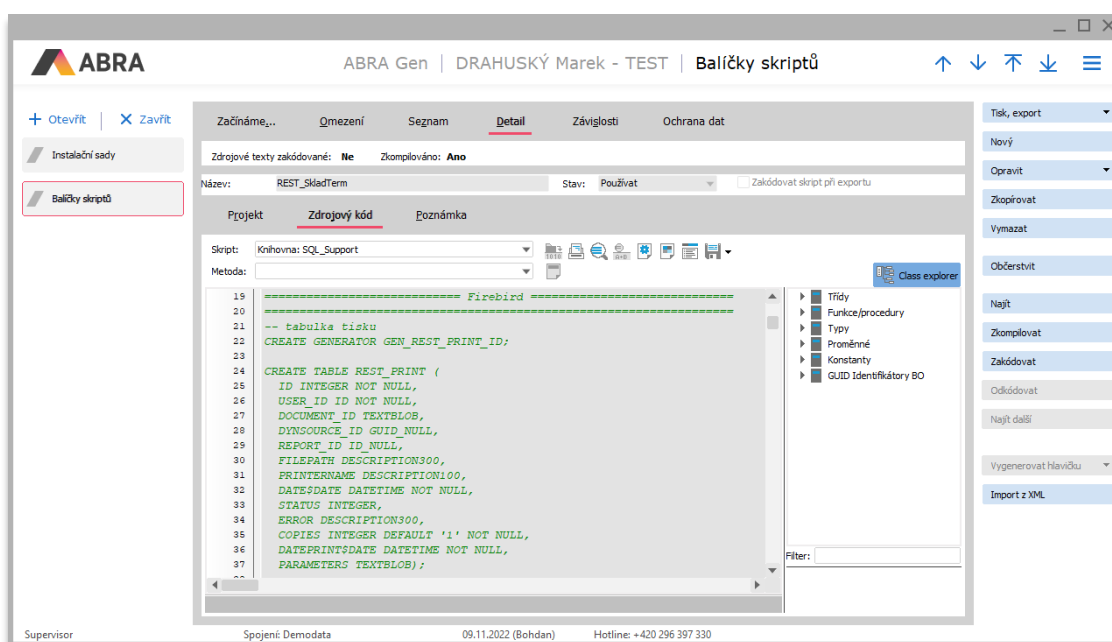 ABRA
ABRA Gen | DRAHUSKÝ Marek - TEST | Balíčky skriptů
Otevřít | Zavřít
Instalační sady
Balíčky skriptů
Začínáme... Omezení Seznam Detail Závislosti Ochrana dat
Zdrojové texty zakódované: Ne Zkompilováno: Ano
Název: REST_SkladTerm Stav: Používat Zakódovat skript při exportu
Projekt Zdrojový kód Poznámka
Skript: Knihovna: SQL_Support
Metoda:
Class explorer
19 ============================ Firebird =============================
20 ===================================================================
21 -- tabulka tisku
22 CREATE GENERATOR GEN_REST_PRINT_ID;
23
24 CREATE TABLE REST_PRINT (
25 ID INTEGER NOT NULL,
26 USER_ID ID NOT NULL,
27 DOCUMENT_ID TEXTBLOB,
28 DYNSOURCE_ID GUID_NULL,
29 REPORT_ID ID_NULL,
30 FILEPATH DESCRIPTION300,
31 PRINTERNAME DESCRIPTION100,
32 DATE$DATE DATETIME NOT NULL,
33 STATUS INTEGER,
34 ERROR DESCRIPTION300,
35 COPIES INTEGER DEFAULT '1' NOT NULL,
36 DATEPRINT$DATE DATETIME NOT NULL,
37 PARAMETERS TEXTBLOB);
Třídy
Funkce/procedury
Typy
Proměnné
Konstanty
GUID Identifikátory BO
Filter:
Tisk, export
Nový
Opravit
Zkopírovat
Vymazat
Občerstvit
Najít
Zkompilovat
Zakódovat
Odkódovat
Najít další
Vygenerovat hlavičku
Import z XML
Supervisor Spojení: Demodata 09.11.2022 (Bohdan) Hotline: +420 296 397 330